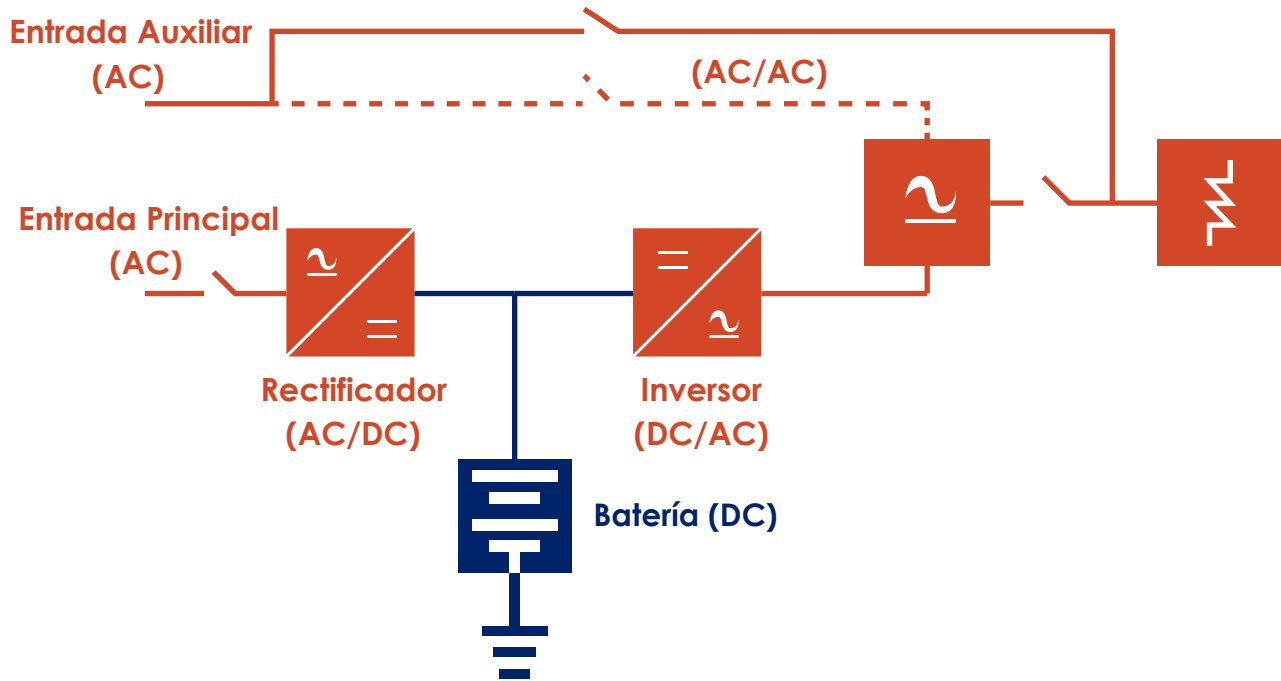 Entrada Auxiliar
(AC)
(AC/AC)
Entrada Principal
(AC)
Rectificador
(AC/DC)
Inversor
(DC/AC)
Batería (DC)